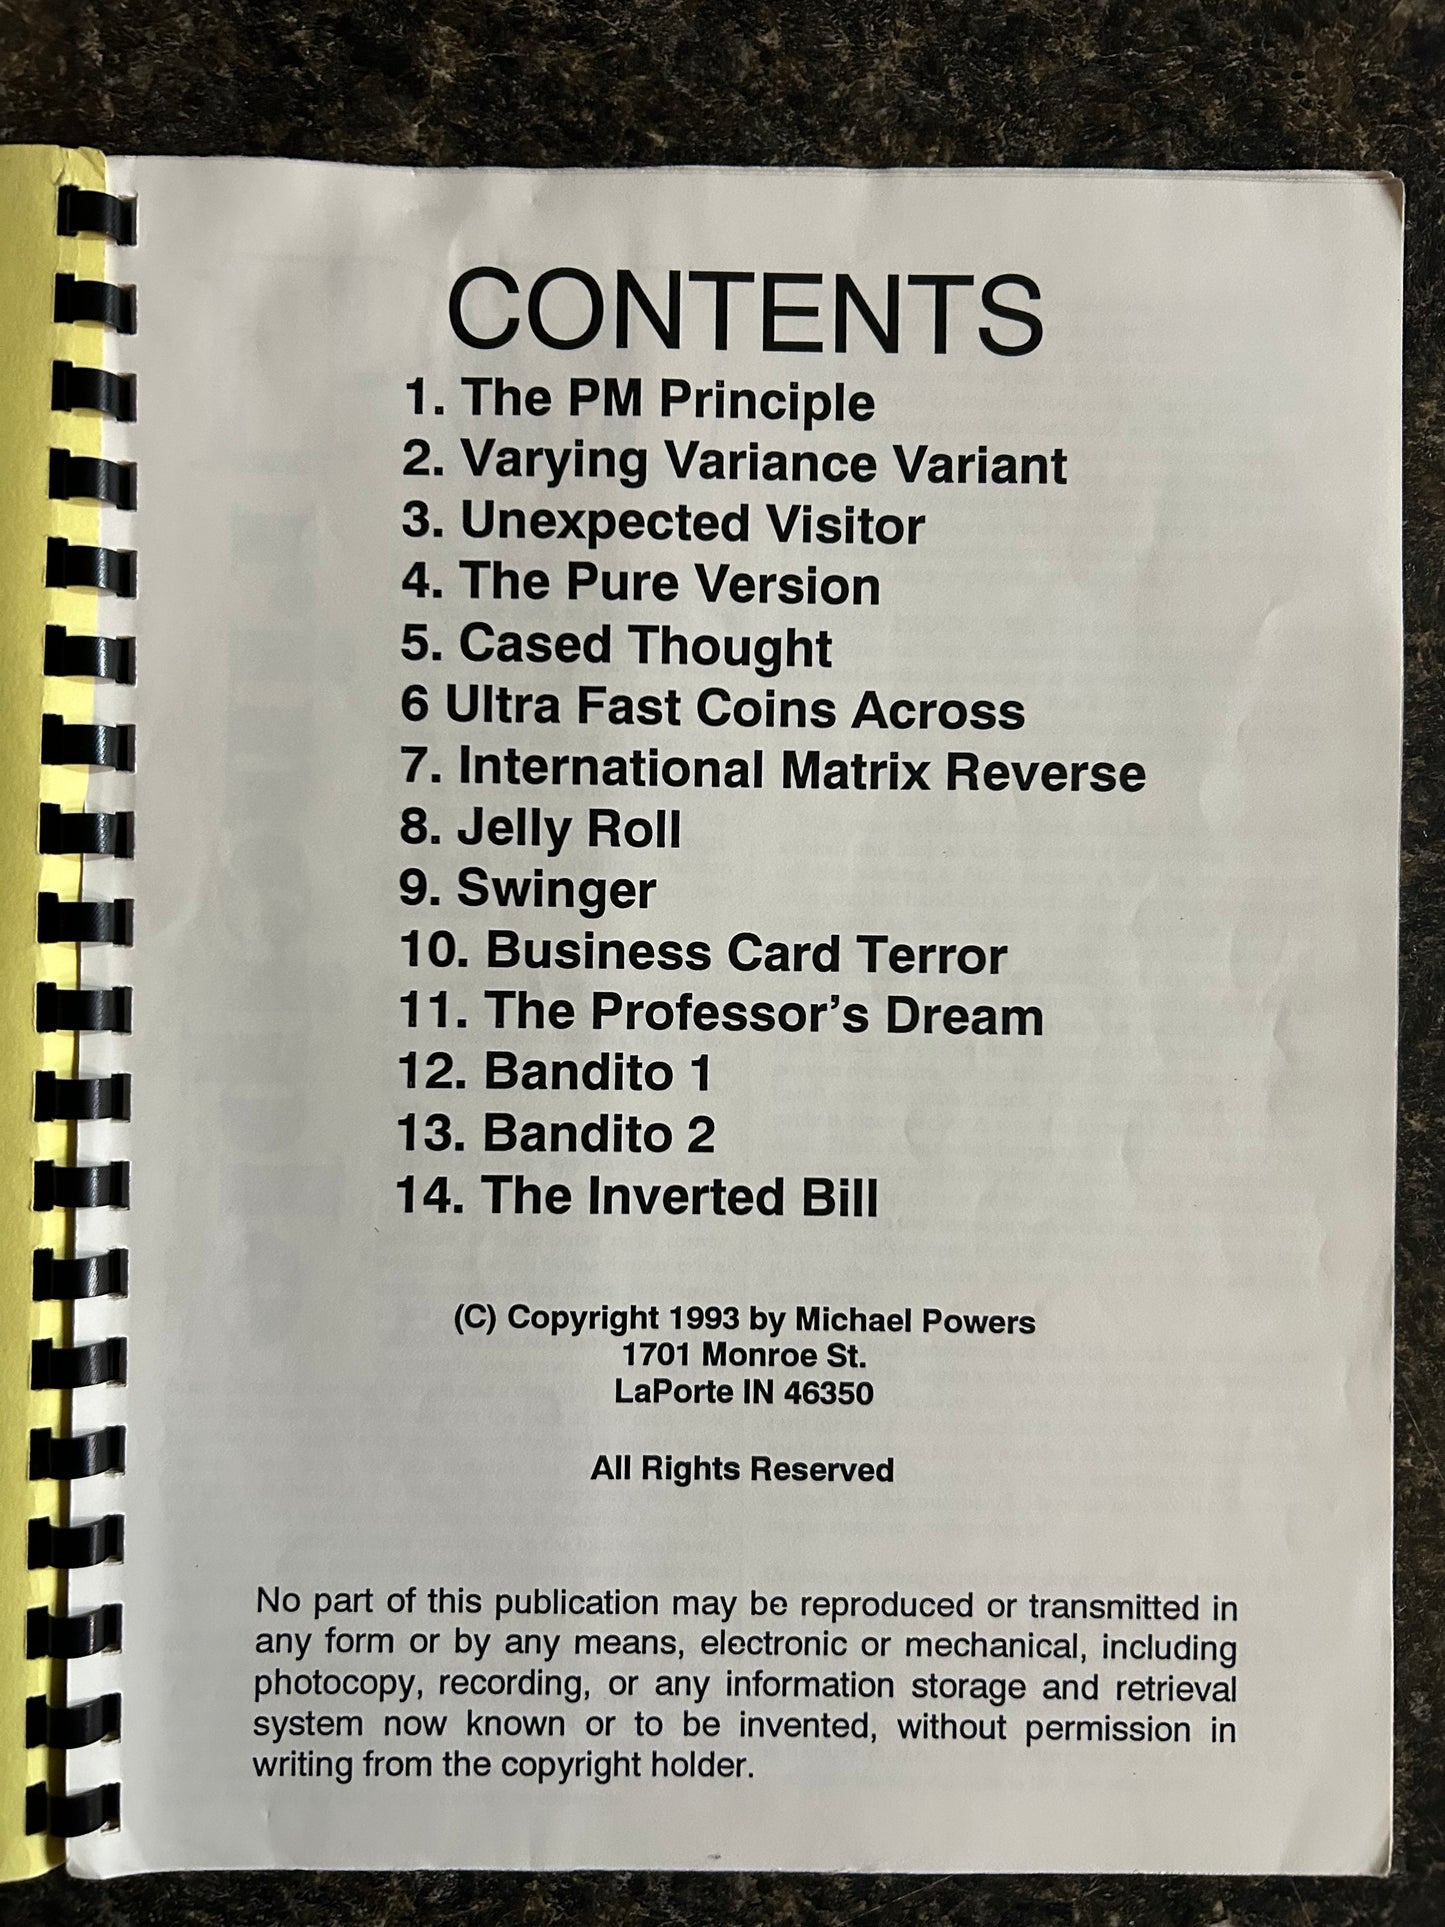 CONTENTS
1. The PM Principle
2. Varying Variance Variant
3. Unexpected Visitor
4. The Pure Version
5. Cased Thought
6 Ultra Fast Coins Across
7. International Matrix Reverse
8. Jelly Roll
9. Swinger
10. Business Card Terror
11. The Professor’s Dream
12. Bandito 1
13. Bandito 2
14. The Inverted Bill
(C) Copyright 1993 by Michael Powers
1701 Monroe St.
LaPorte IN 46350
All Rights Reserved
No part of this publication may be reproduced or transmitted in
any form or by any means, electronic or mechanical, including
photocopy, recording, or any information storage and retrieval
system now known or to be invented, without permission in
writing from the copyright holder.